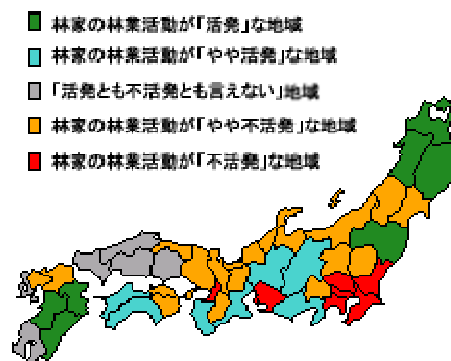 林家の林業活動が「活発」な地域
林家の林業活動が「やや活発」な地域
「活発とも不活発とも言えない」地域
林家の林業活動が「やや不活発」な地域
林家の林業活動が「不活発」な地域